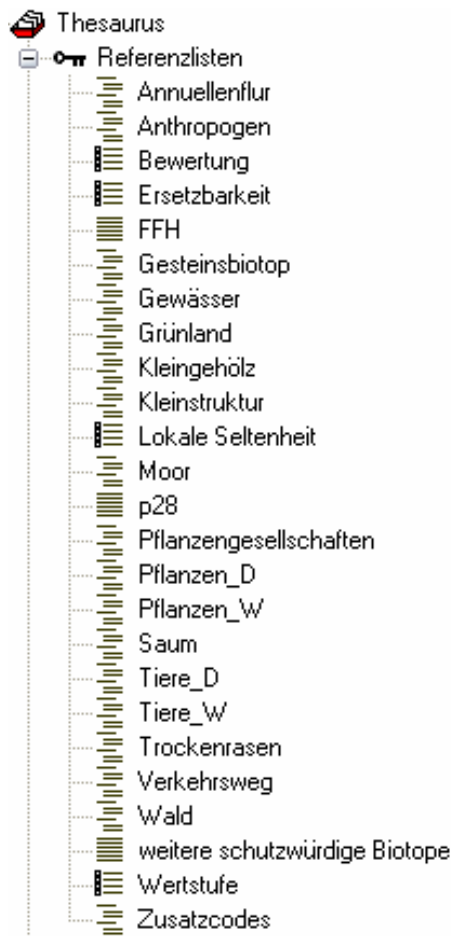 Thesaurus
Referenzlisten
Annuellenflur
Anthropogen
Bewertung
Ersetzbarkeit
FFH
Gesteinsbiotop
Gewässer
Grünland
Kleingehölz
Kleinstruktur
Lokale Seltenheit
Moor
p28
Pflanzengesellschaften
Pflanzen_D
Pflanzen_W
Saum
Tiere_D
Tiere_W
Trockenrasen
Verkehrsweg
Wald
weitere schutzwürdige Biotope
Wertstufe
Zusatzcodes